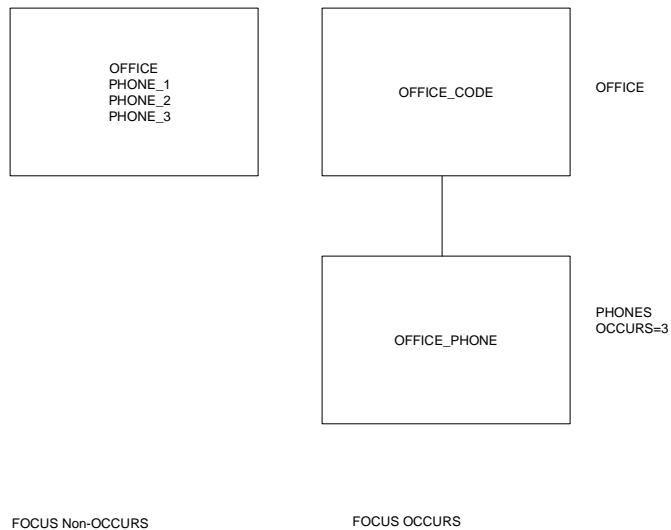 OFFICE
PHONE_1
PHONE_2
PHONE_3
OFFICE_CODE
OFFICE
OFFICE_PHONE
PHONES
OCCURS=3
FOCUS Non-OCCURS
FOCUS OCCURS